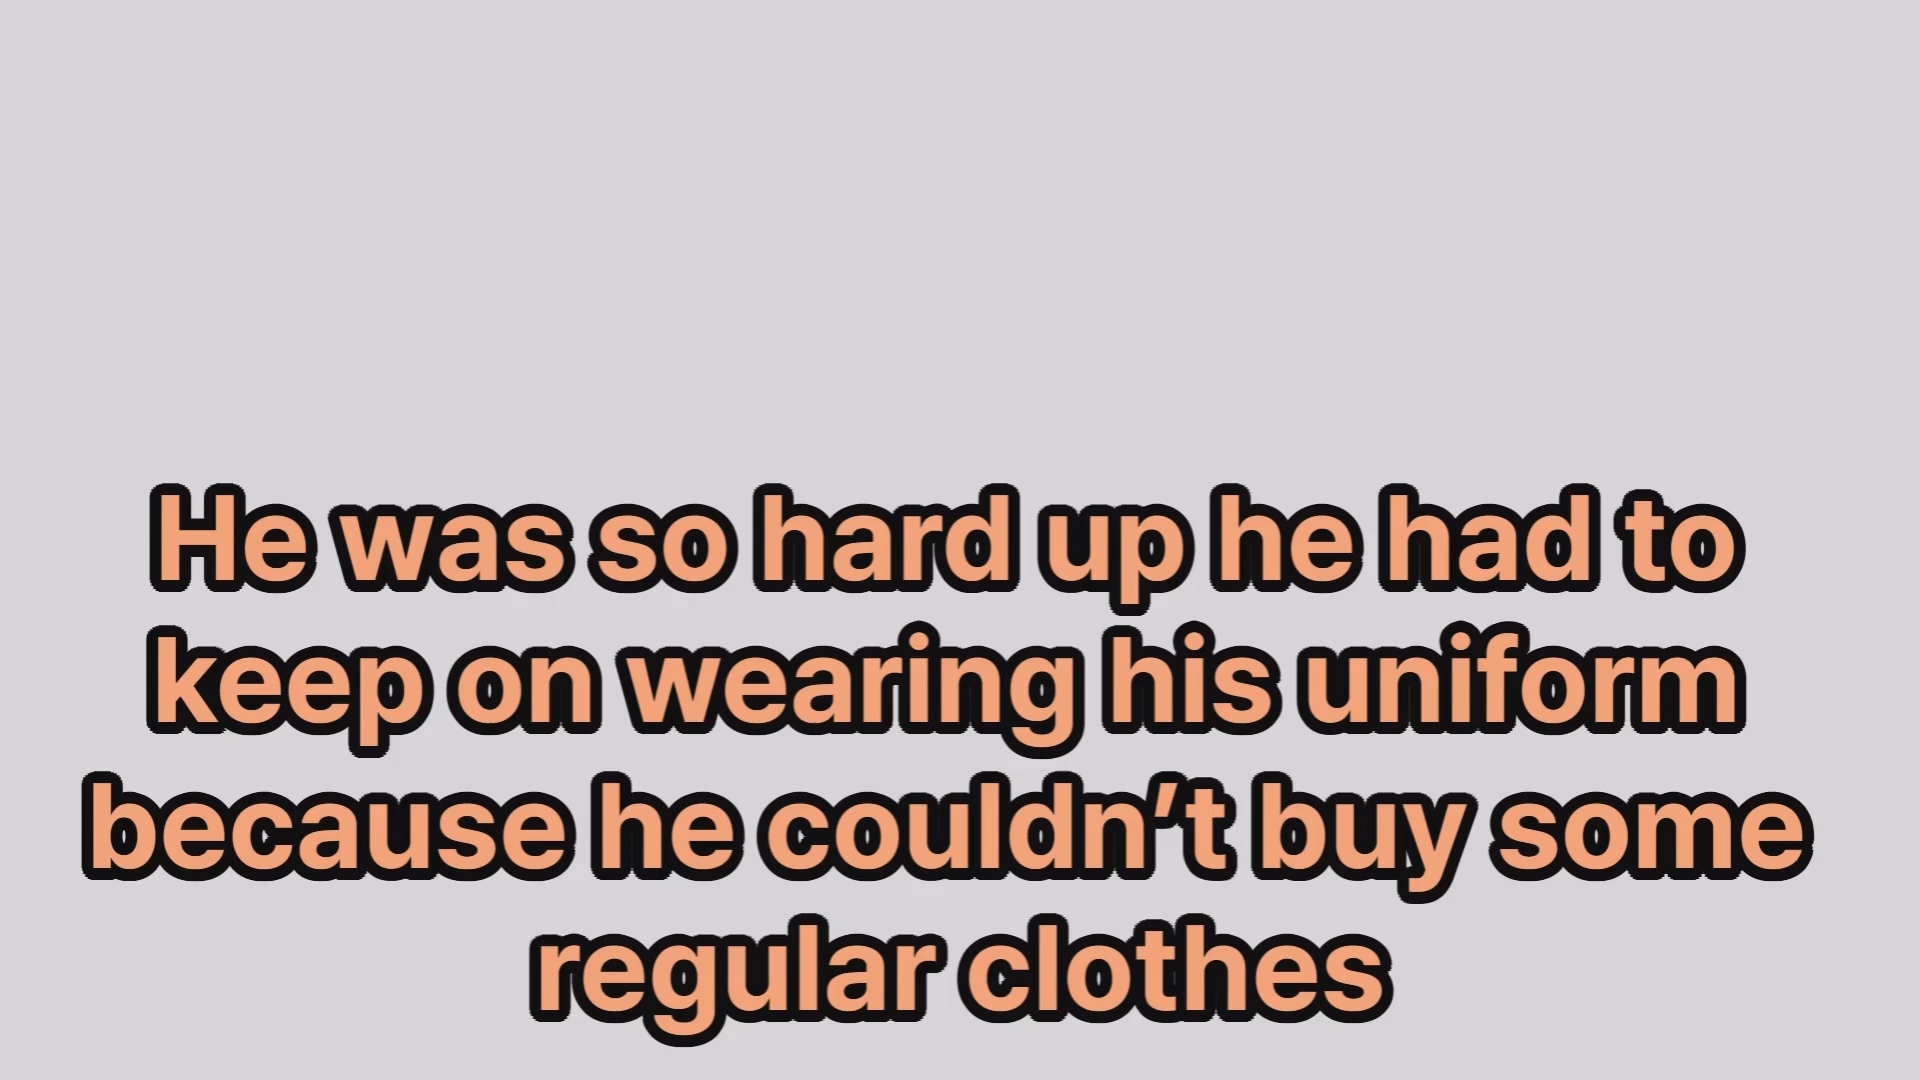 He was so hard up he had to
keep on wearing his uniform
because he couldn’t buy some
regular clothes